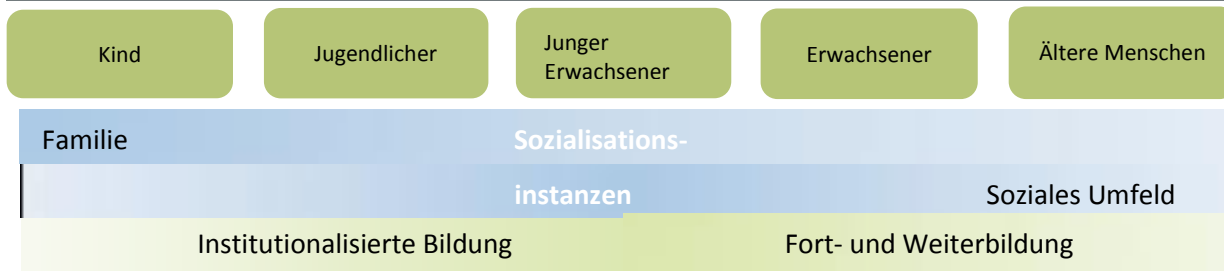 Kind
Jugendlicher
Junger
Erwachsener
Erwachsener
Ältere Menschen
Familie
Sozialisations-
instanzen
Soziales Umfeld
Institutionalisierte Bildung
Fort- und Weiterbildung